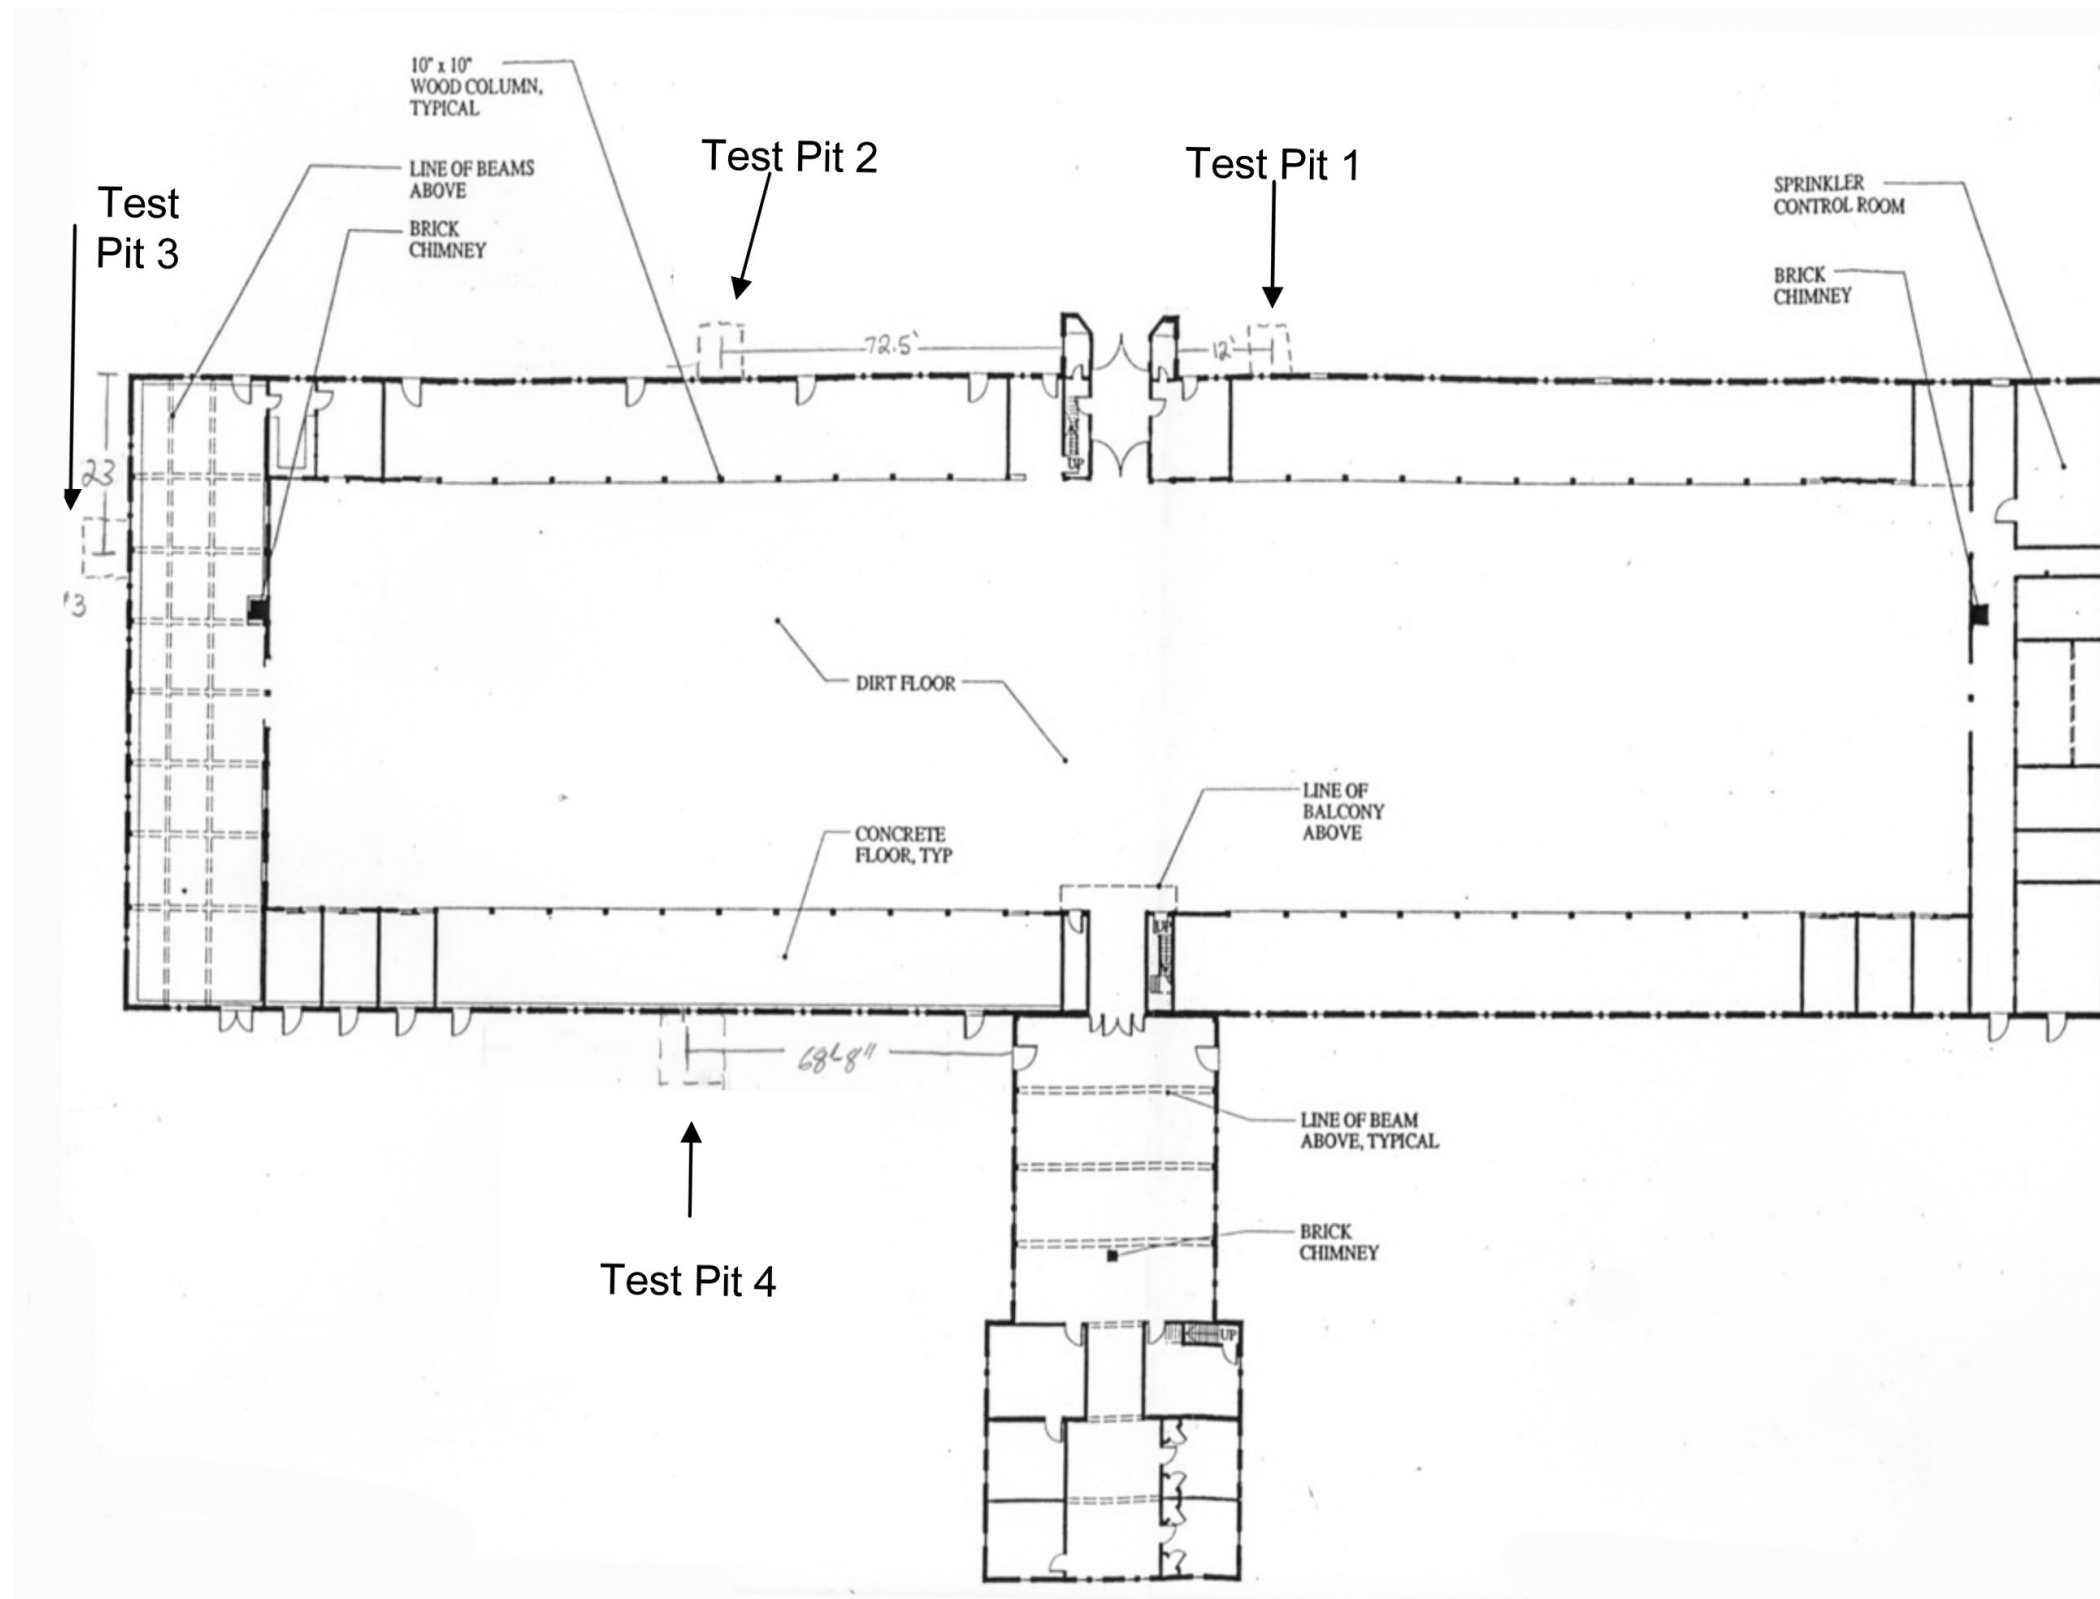 10" x 10"
WOOD COLUMN,
TYPICAL
Test Pit 2
Test Pit 1
LINE OF BEAMS
ABOVE
SPRINKLER
CONTROL ROOM
Test
Pit 3
BRICK
CHIMNEY
BRICK
CHIMNEY
72.5'
12'
23
UP
3
DIRT FLOOR
LINE OF
BALCONY
ABOVE
CONCRETE
FLOOR, TYP
UP
68'-8"
LINE OF BEAM
ABOVE, TYPICAL
BRICK
CHIMNEY
Test Pit 4
UP